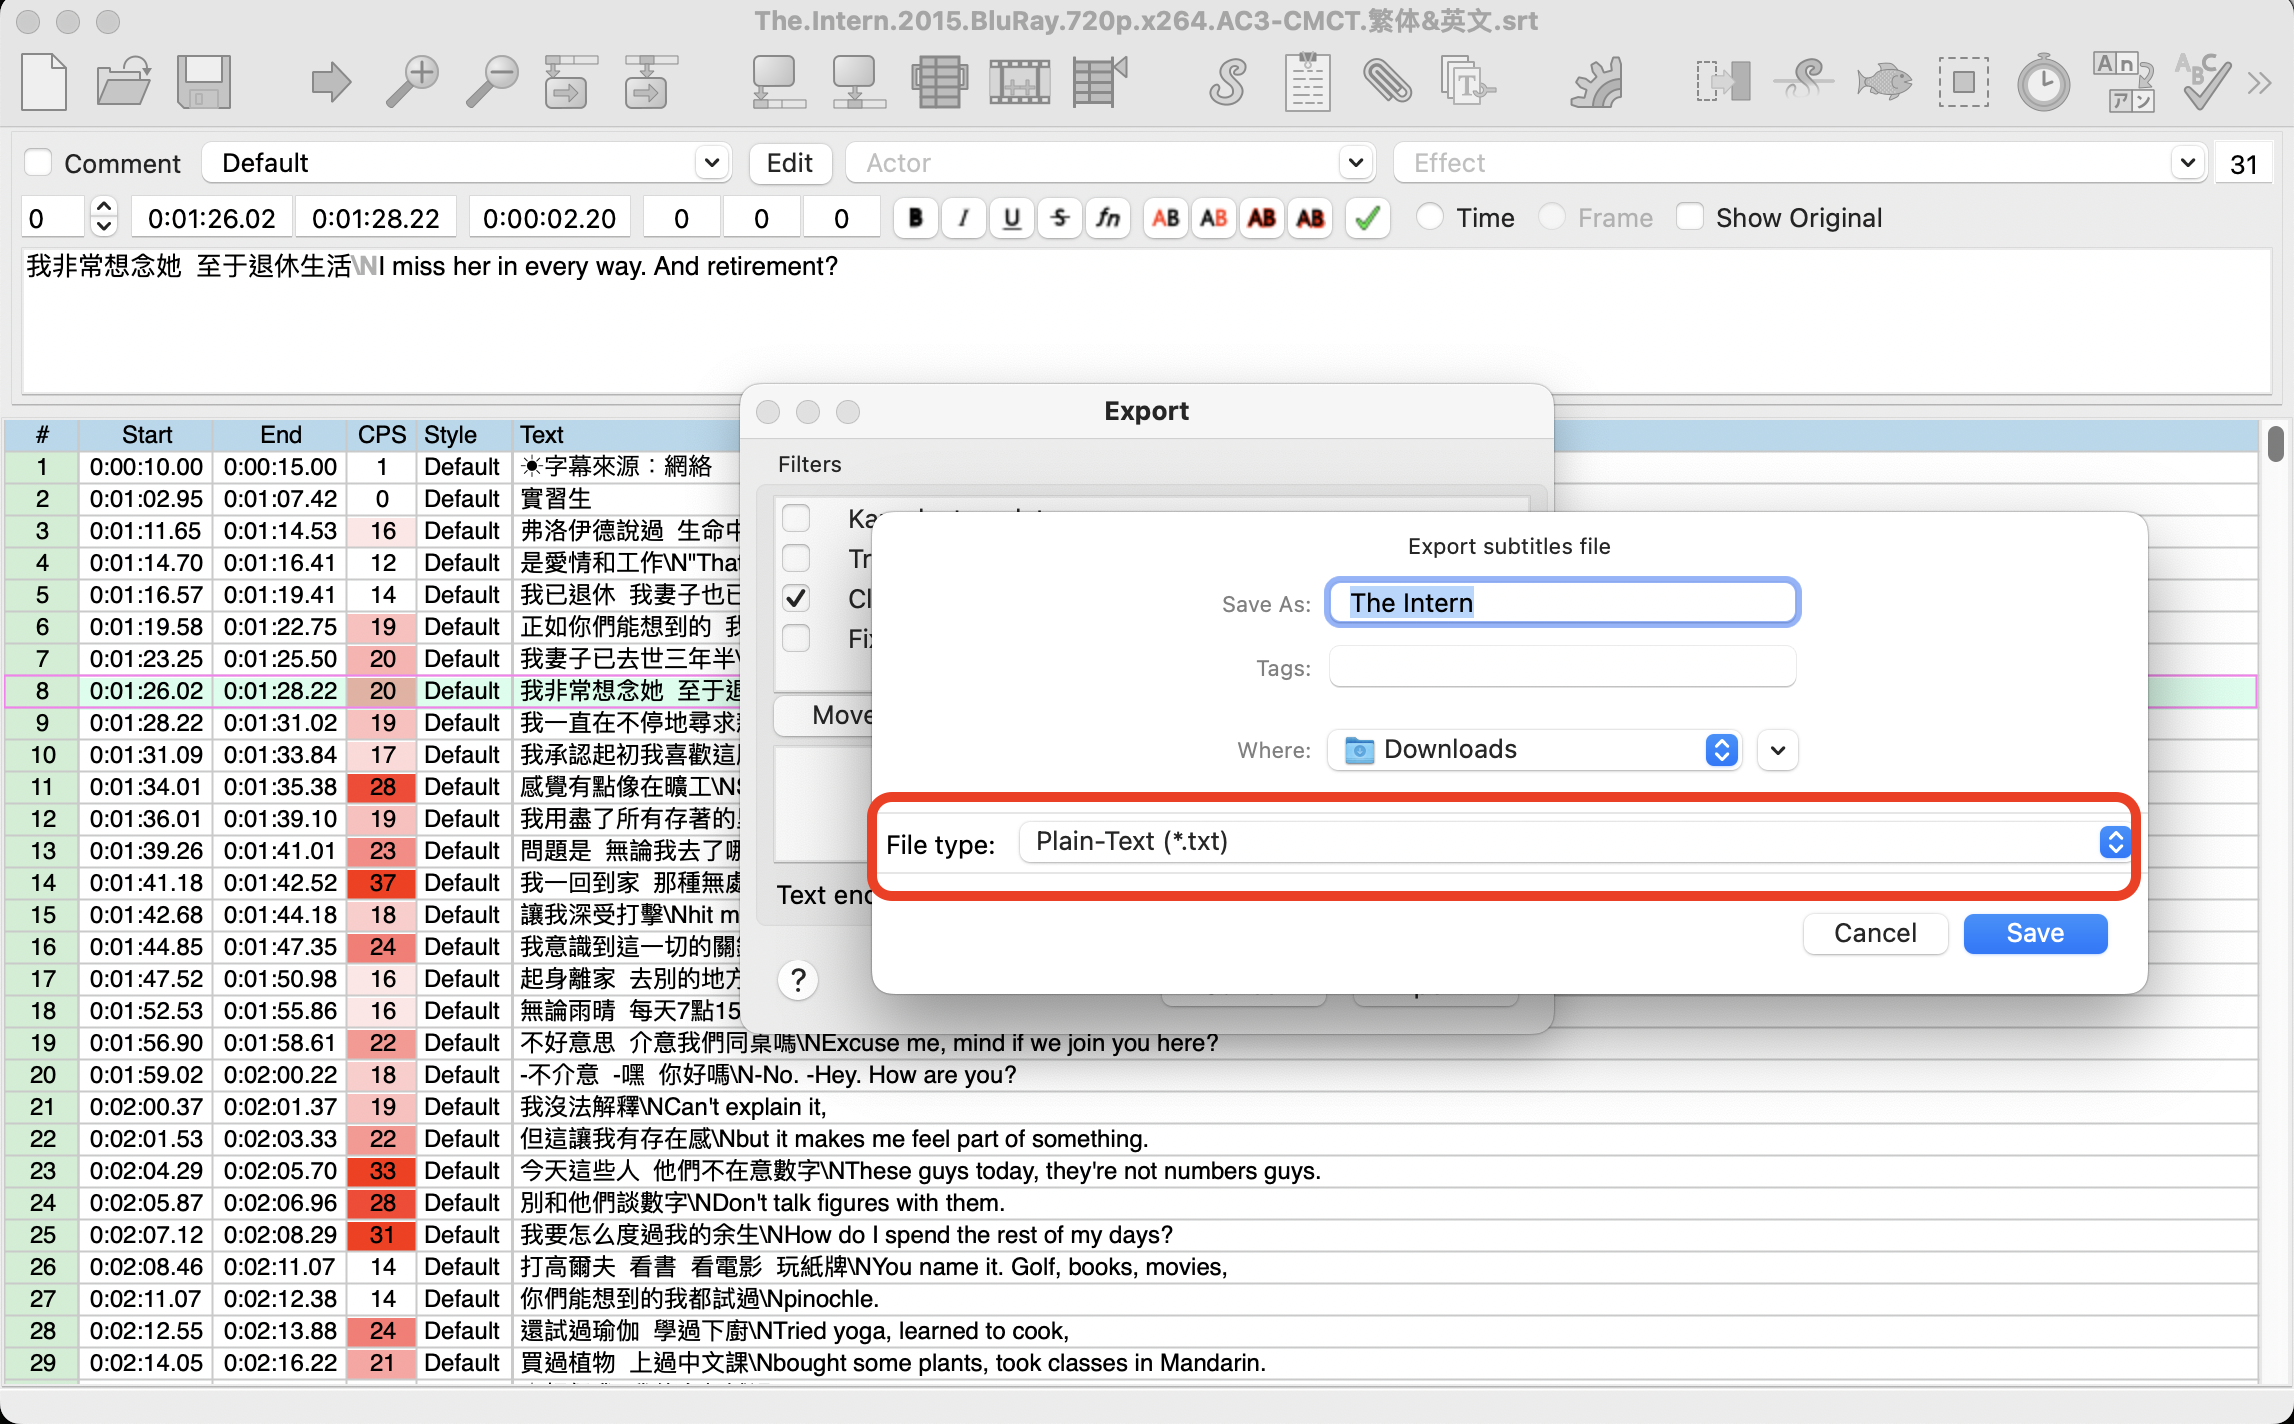 The.Intern.2015.BluRay.720p.x264.AC3-CMCT.繁体&英文.srt
Comment Default Edit Actor Effect 31
0 0:01:26.02 0:01:28.22 0:00:02.20 0 0 0 B I U S fn AB AB AB AB Time Frame Show Original
我非常想念她 至于退休生活\NI miss her in every way. And retirement?
Export
Filters
Move
Text enc
?
Export subtitles file
Save As: The Intern
Tags:
Where: Downloads
File type: Plain-Text (*.txt)
Cancel Save
# Start End CPS Style Text
1 0:00:10.00 0:00:15.00 1 Default ☀字幕來源：網絡
2 0:01:02.95 0:01:07.42 0 Default 實習生
3 0:01:11.65 0:01:14.53 16 Default 弗洛伊德說過 生命中
4 0:01:14.70 0:01:16.41 12 Default 是愛情和工作\N"That
5 0:01:16.57 0:01:19.41 14 Default 我已退休 我妻子也已
6 0:01:19.58 0:01:22.75 19 Default 正如你們能想到的 我
7 0:01:23.25 0:01:25.50 20 Default 我妻子已去世三年半\
8 0:01:26.02 0:01:28.22 20 Default 我非常想念她 至于退
9 0:01:28.22 0:01:31.02 19 Default 我一直在不停地尋求
10 0:01:31.09 0:01:33.84 17 Default 我承認起初我喜歡這
11 0:01:34.01 0:01:35.38 28 Default 感覺有點像在曠工\NS
12 0:01:36.01 0:01:39.10 19 Default 我用盡了所有存著的
13 0:01:39.26 0:01:41.01 23 Default 問題是 無論我去了哪
14 0:01:41.18 0:01:42.52 37 Default 我一回到家 那種無處
15 0:01:42.68 0:01:44.18 18 Default 讓我深受打擊\Nhit m
16 0:01:44.85 0:01:47.35 24 Default 我意識到這一切的關鍵
17 0:01:47.52 0:01:50.98 16 Default 起身離家 去別的地方
18 0:01:52.53 0:01:55.86 16 Default 無論雨晴 每天7點15
19 0:01:56.90 0:01:58.61 22 Default 不好意思 介意我們同桌嗎\NExcuse me, mind if we join you here?
20 0:01:59.02 0:02:00.22 18 Default -不介意 -嘿 你好嗎\N-No. -Hey. How are you?
21 0:02:00.37 0:02:01.37 19 Default 我沒法解釋\NCan't explain it,
22 0:02:01.53 0:02:03.33 22 Default 但這讓我有存在感\Nbut it makes me feel part of something.
23 0:02:04.29 0:02:05.70 33 Default 今天這些人 他們不在意數字\NThese guys today, they're not numbers guys.
24 0:02:05.87 0:02:06.96 28 Default 別和他們談數字\NDon't talk figures with them.
25 0:02:07.12 0:02:08.29 31 Default 我要怎么度過我的余生\NHow do I spend the rest of my days?
26 0:02:08.46 0:02:11.07 14 Default 打高爾夫 看書 看電影 玩紙牌\NYou name it. Golf, books, movies,
27 0:02:11.07 0:02:12.38 14 Default 你們能想到的我都試過\Npinochle.
28 0:02:12.55 0:02:13.88 24 Default 還試過瑜伽 學過下廚\NTried yoga, learned to cook,
29 0:02:14.05 0:02:16.22 21 Default 買過植物 上過中文課\Nbought some plants, took classes in Mandarin.